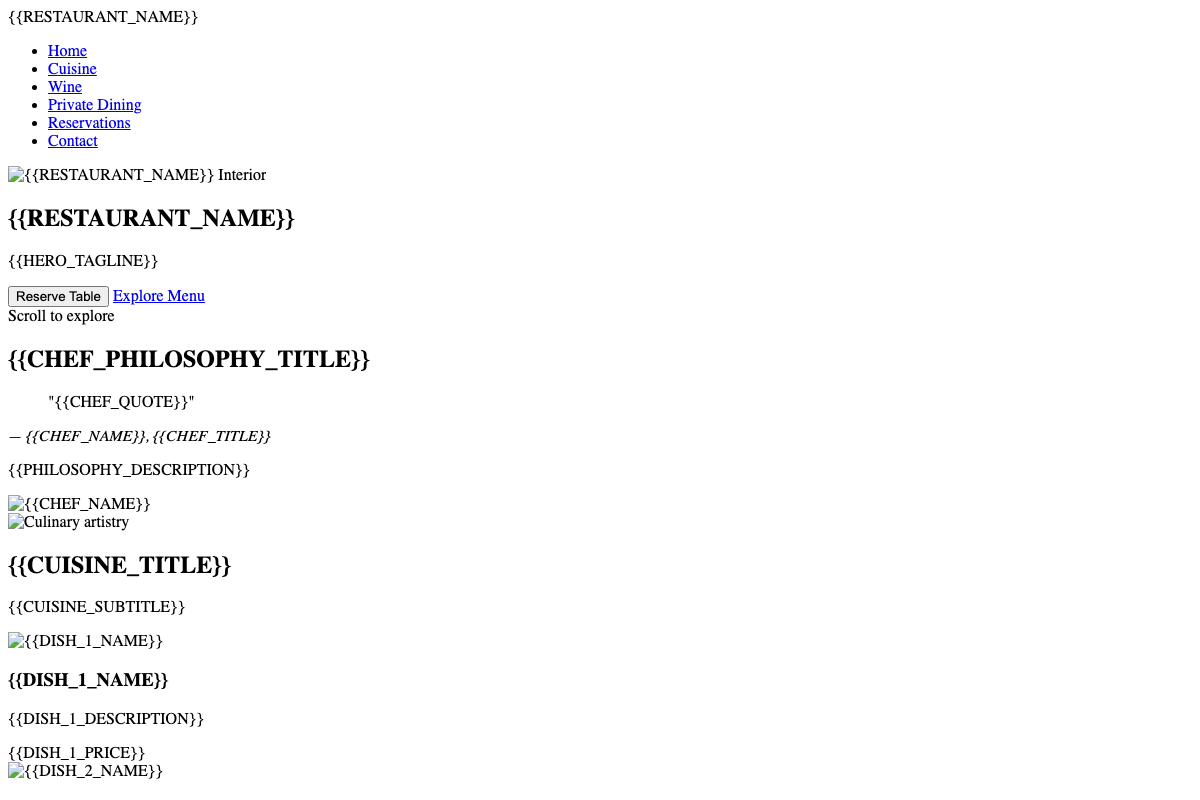 {{RESTAURANT_NAME}}
Home
Cuisine
Wine
Private Dining
Reservations
Contact
{{RESTAURANT_NAME}} Interior
{{RESTAURANT_NAME}}
{{HERO_TAGLINE}}
Reserve Table Explore Menu
Scroll to explore
{{CHEF_PHILOSOPHY_TITLE}}
"{{CHEF_QUOTE}}"
— {{CHEF_NAME}}, {{CHEF_TITLE}}
{{PHILOSOPHY_DESCRIPTION}}
{{CHEF_NAME}}
Culinary artistry
{{CUISINE_TITLE}}
{{CUISINE_SUBTITLE}}
{{DISH_1_NAME}}
{{DISH_1_NAME}}
{{DISH_1_DESCRIPTION}}
{{DISH_1_PRICE}}
{{DISH_2_NAME}}